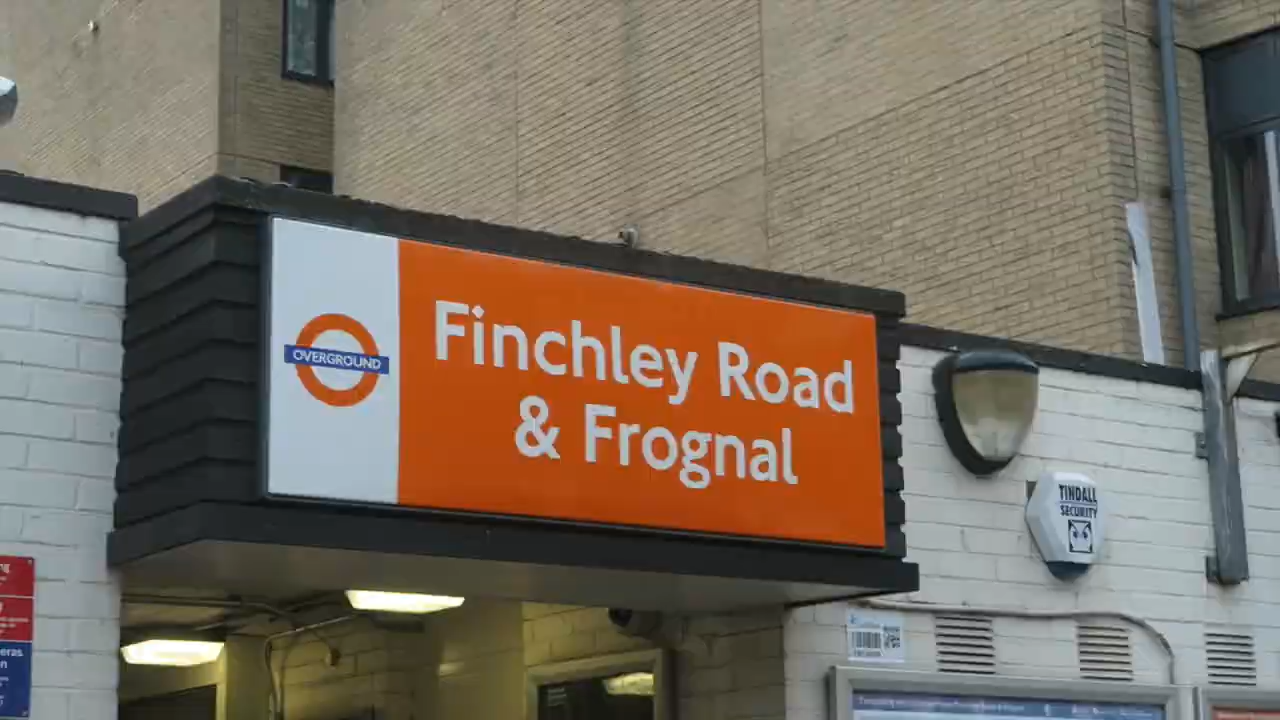 OVERGROUND
Finchley Road
& Frognal
TINDALL
SECURITY